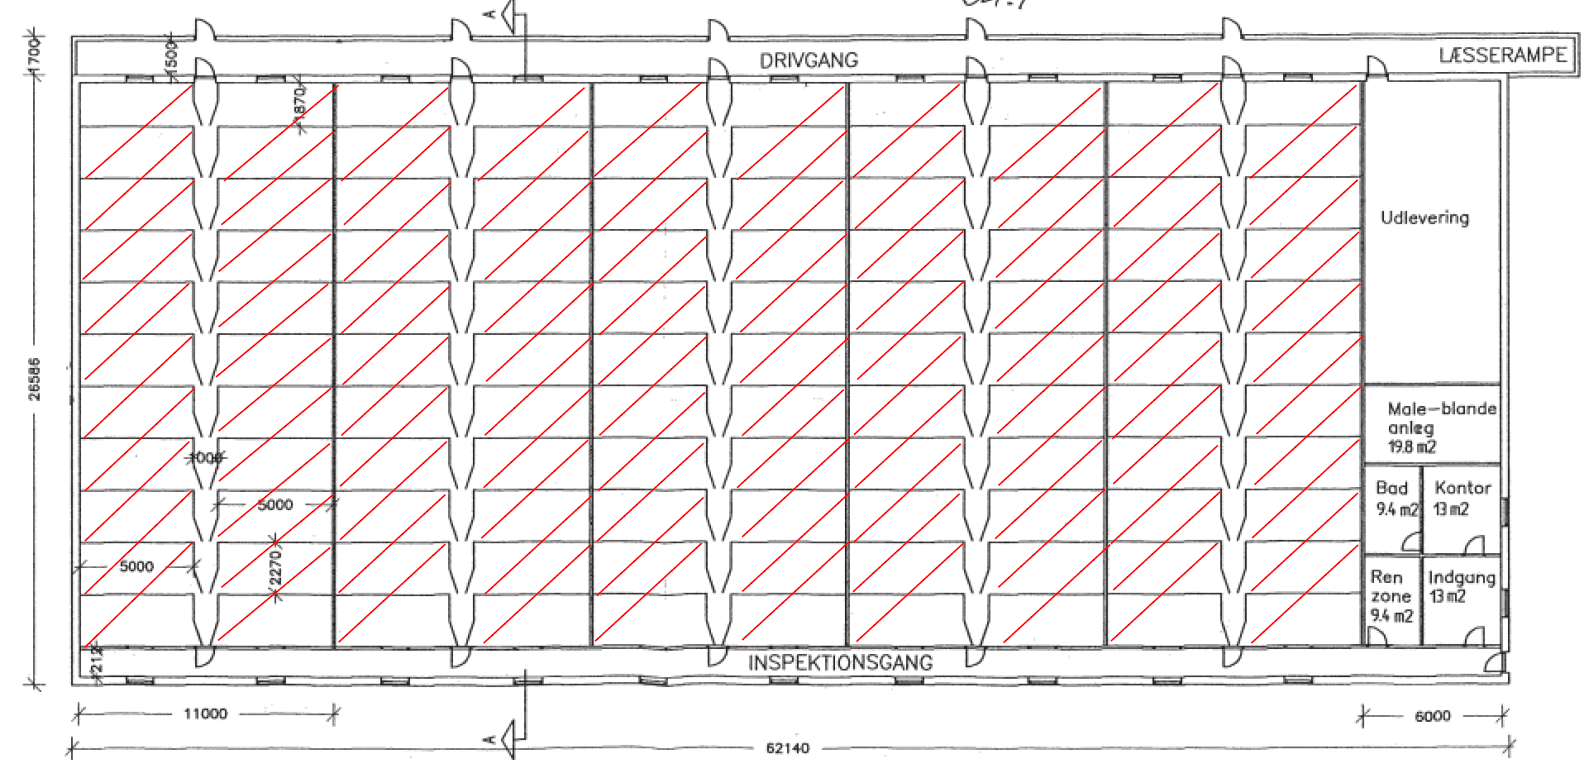 A
1700
1500
DRIVGANG
LÆSSERAMPE
1870
Udlevering
26586
Male-blande
anlæg
19.8 m2
1000
Bad
9.4 m2
Kontor
13 m2
5000
5000
2270
Ren
zone
9.4 m2
Indgang
13 m2
INSPEKTIONSGANG
11000
6000
A
62140